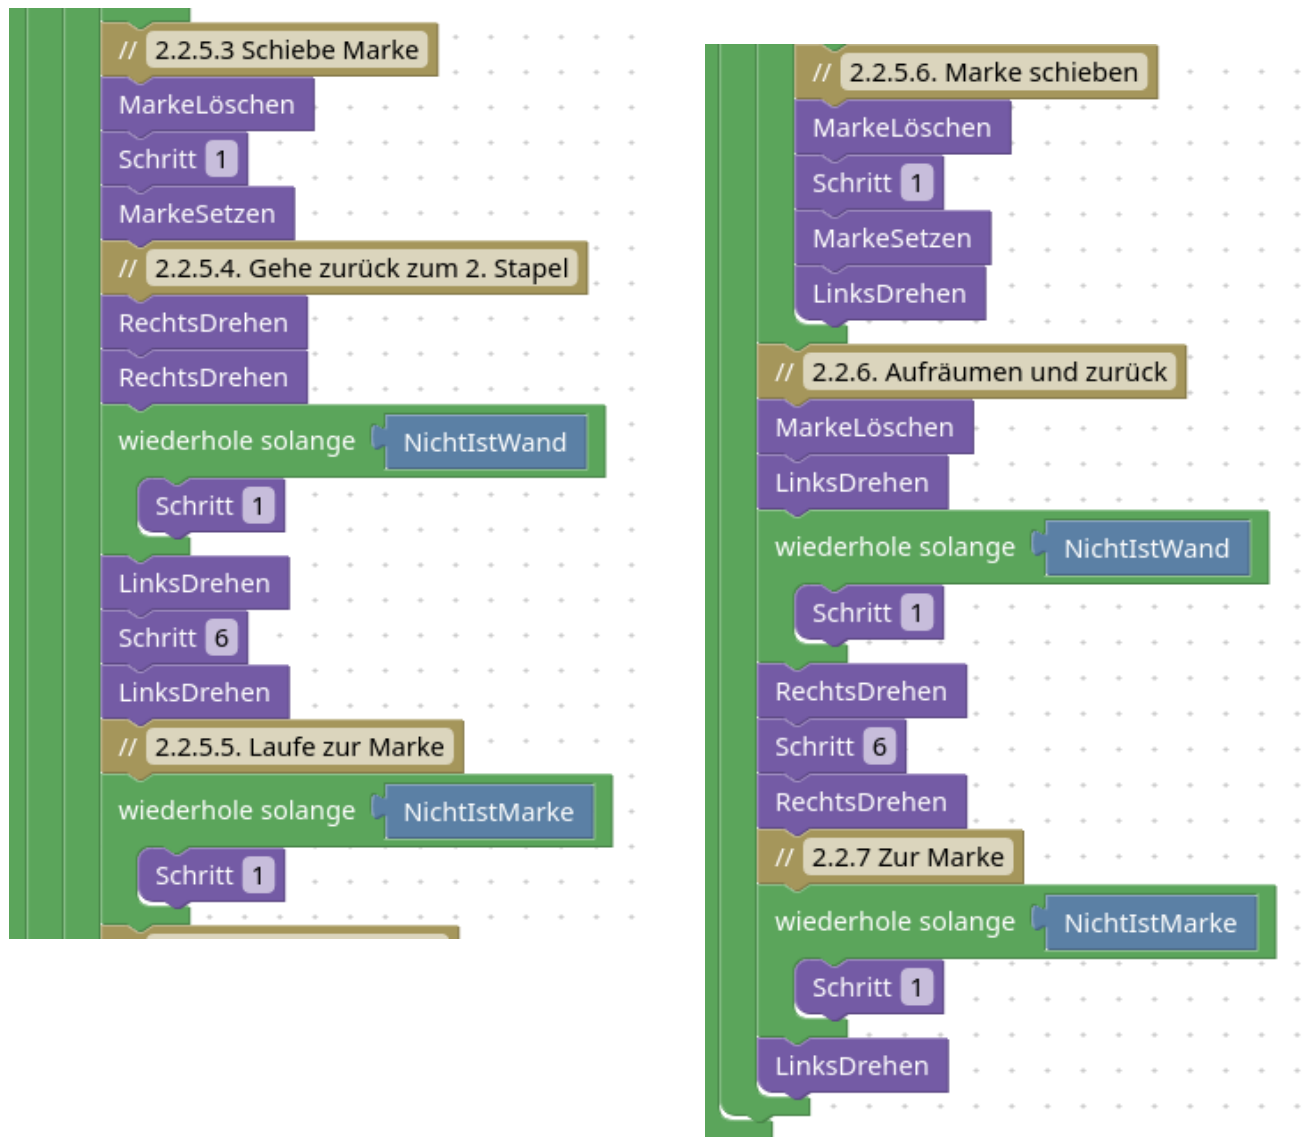 // 2.2.5.3 Schiebe Marke
MarkeLöschen
Schritt 1
MarkeSetzen
// 2.2.5.4. Gehe zurück zum 2. Stapel
RechtsDrehen
RechtsDrehen
wiederhole solange NichtIstWand
Schritt 1
LinksDrehen
Schritt 6
LinksDrehen
// 2.2.5.5. Laufe zur Marke
wiederhole solange NichtIstMarke
Schritt 1
// 2.2.5.6. Marke schieben
MarkeLöschen
Schritt 1
MarkeSetzen
LinksDrehen
// 2.2.6. Aufräumen und zurück
MarkeLöschen
LinksDrehen
wiederhole solange NichtIstWand
Schritt 1
RechtsDrehen
Schritt 6
RechtsDrehen
// 2.2.7 Zur Marke
wiederhole solange NichtIstMarke
Schritt 1
LinksDrehen